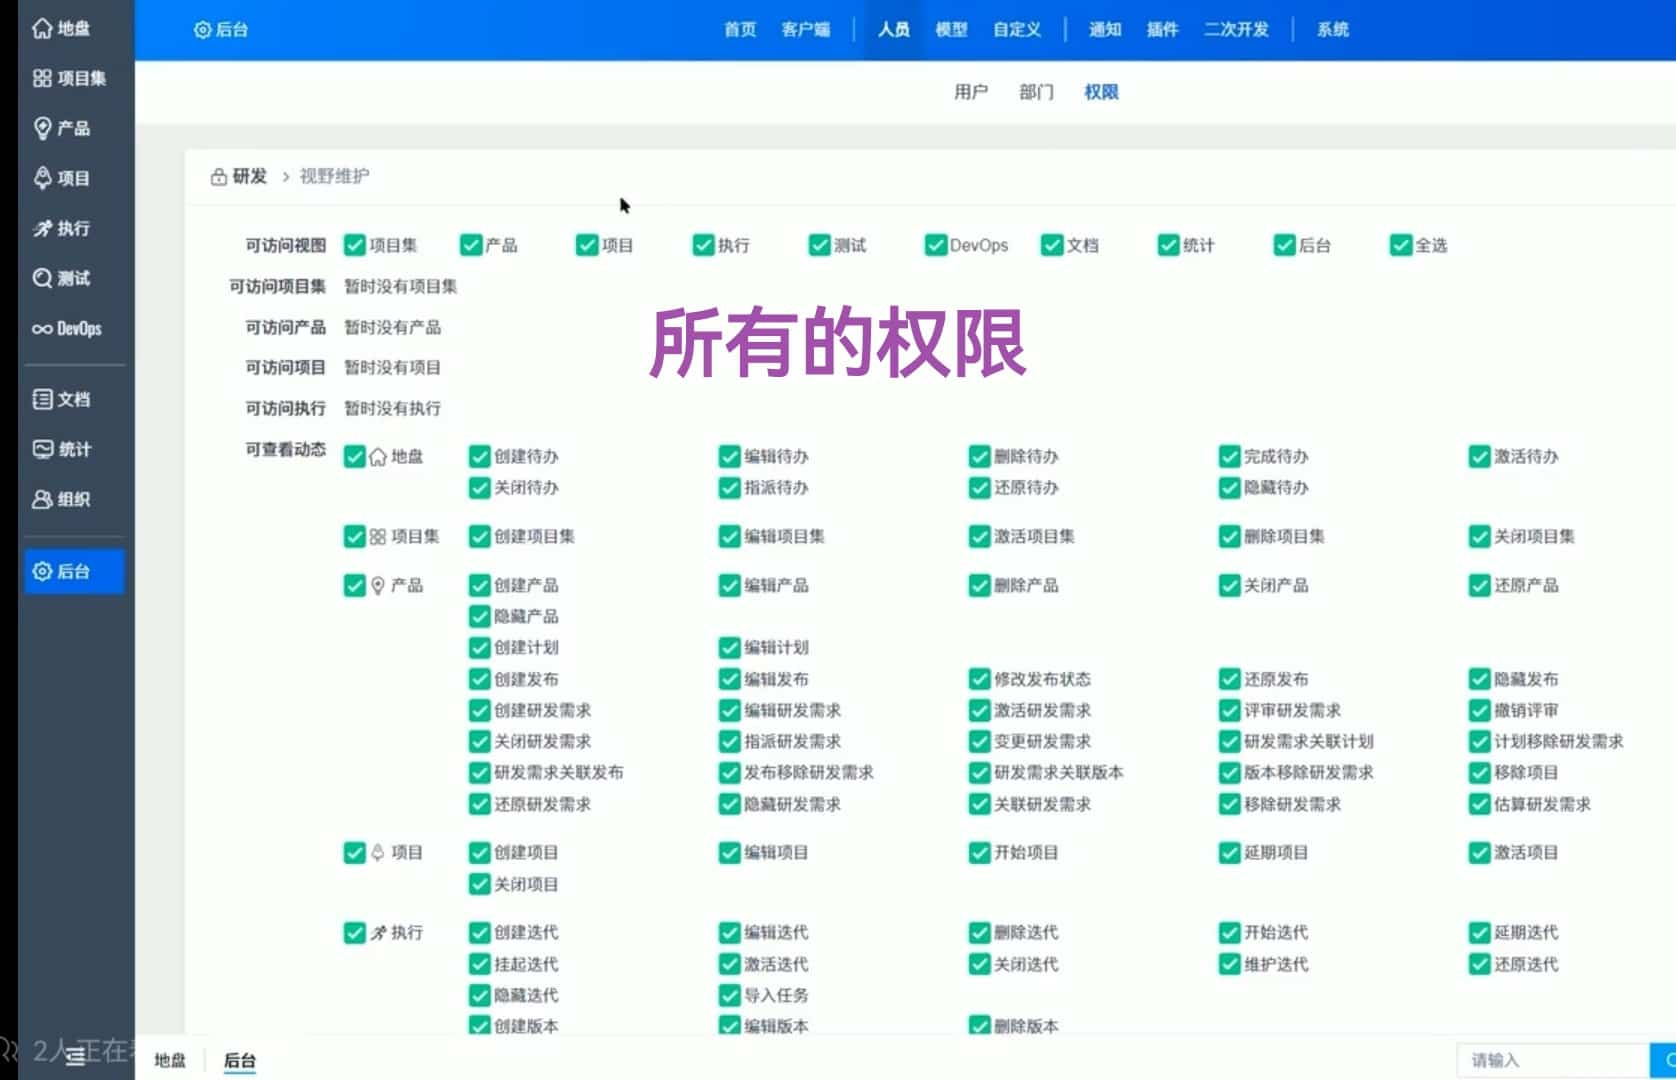 地盘
项目集
产品
项目
执行
测试
DevOps
文档
统计
组织
后台
后台
首页 客户端 人员 模型 自定义 通知 插件 二次开发 系统
用户 部门 权限
研发 > 视野维护
可访问视图 项目集 产品 项目 执行 测试 DevOps 文档 统计 后台 全选
可访问项目集 暂时没有项目集
可访问产品 暂时没有产品
所有的权限
可访问项目 暂时没有项目
可访问执行 暂时没有执行
可查看动态 地盘 创建待办 编辑待办 删除待办 完成待办 激活待办
关闭待办 指派待办 还原待办 隐藏待办
项目集 创建项目集 编辑项目集 激活项目集 删除项目集 关闭项目集
产品 创建产品 编辑产品 删除产品 关闭产品 还原产品
隐藏产品
创建计划 编辑计划
创建发布 编辑发布 修改发布状态 还原发布 隐藏发布
创建研发需求 编辑研发需求 激活研发需求 评审研发需求 撤销评审
关闭研发需求 指派研发需求 变更研发需求 研发需求关联计划 计划移除研发需求
研发需求关联发布 发布移除研发需求 研发需求关联版本 版本移除研发需求 移除项目
还原研发需求 隐藏研发需求 关联研发需求 移除研发需求 估算研发需求
项目 创建项目 编辑项目 开始项目 延期项目 激活项目
关闭项目
执行 创建迭代 编辑迭代 删除迭代 开始迭代 延期迭代
挂起迭代 激活迭代 关闭迭代 维护迭代 还原迭代
隐藏迭代 导入任务
创建版本 编辑版本 删除版本
2人正在
地盘 后台 请输入